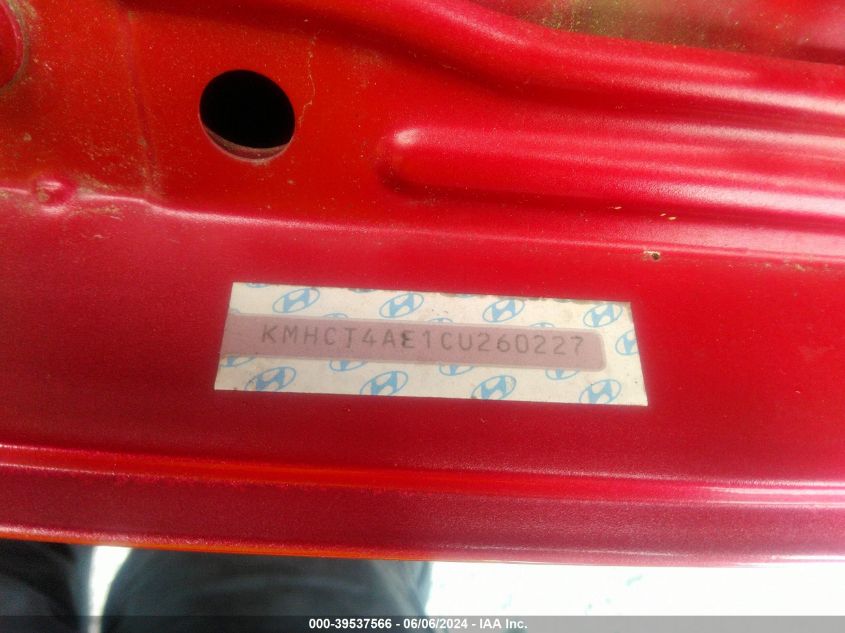 KMHCT4AE1CU260227
000-39537566 - 06/06/2024 - IAA Inc.